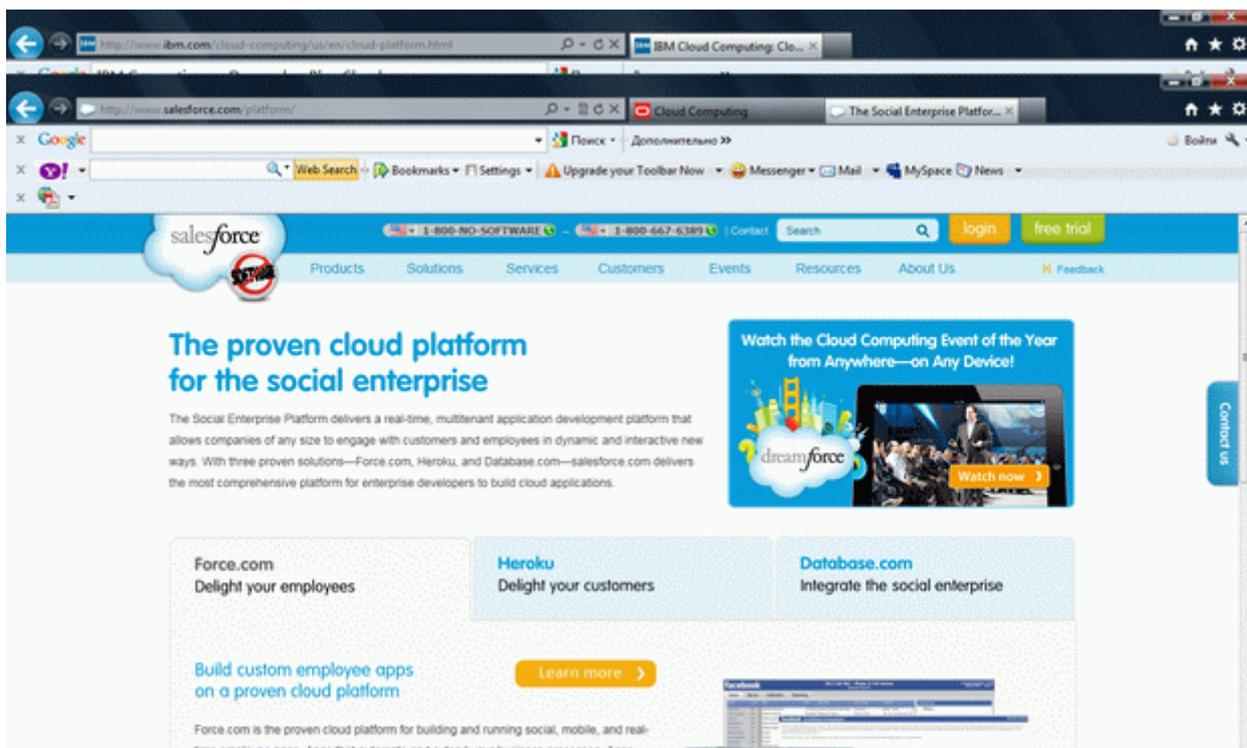 http://www.ibm.com/cloud-computing/us/en/cloud-platform.html
IBM Cloud Computing: Clo...
http://www.salesforce.com/platform/
Cloud Computing
The Social Enterprise Platfor...
Google
Поиск
Дополнительно »
Войти
Y!
Web Search
Bookmarks
Settings
Upgrade your Toolbar Now
Messenger
Mail
MySpace
News
salesforce
SOFTWARE
1-800-NO-SOFTWARE
1-800-667-6389
| Contact
Search
login
free trial
Products
Solutions
Services
Customers
Events
Resources
About Us
Feedback
The proven cloud platform
for the social enterprise
The Social Enterprise Platform delivers a real-time, multitenant application development platform that
allows companies of any size to engage with customers and employees in dynamic and interactive new
ways. With three proven solutions—Force.com, Heroku, and Database.com—salesforce.com delivers
the most comprehensive platform for enterprise developers to build cloud applications.
Watch the Cloud Computing Event of the Year
from Anywhere—on Any Device!
dreamforce
Watch now
Contact us
Force.com
Delight your employees
Heroku
Delight your customers
Database.com
Integrate the social enterprise
Build custom employee apps
on a proven cloud platform
Learn more
Force.com is the proven cloud platform for building and running social, mobile, and real-
facebook